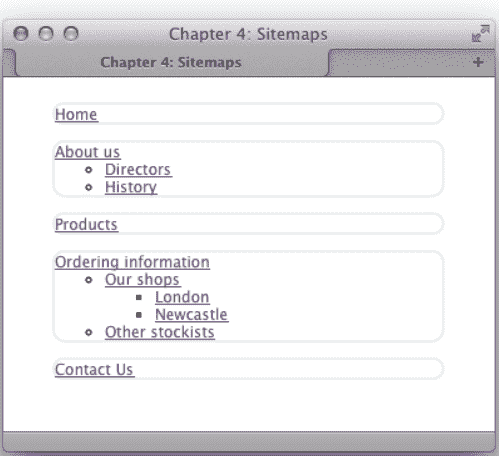 Chapter 4: Sitemaps
Chapter 4: Sitemaps
Home
About us
Directors
History
Products
Ordering information
Our shops
London
Newcastle
Other stockists
Contact Us